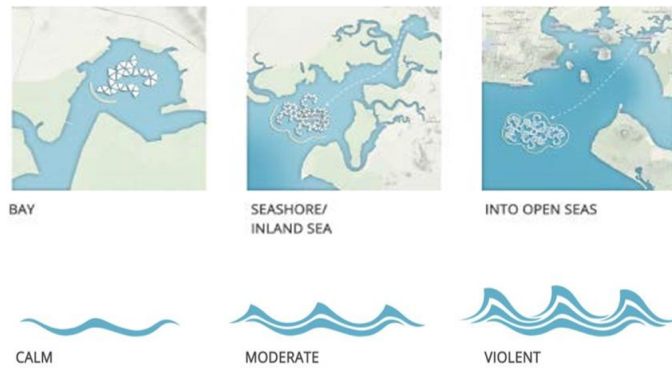 BAY
SEASHORE/
INLAND SEA
INTO OPEN SEAS
CALM
MODERATE
VIOLENT